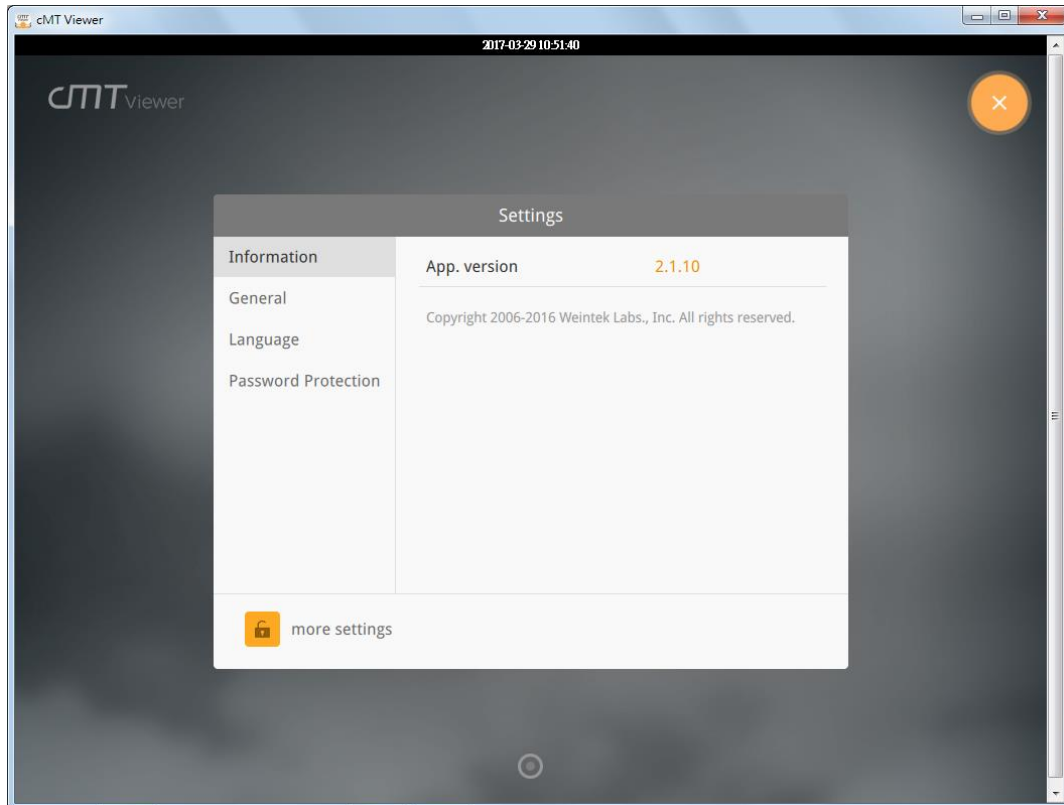 cMT Viewer
2017-03-29 10:51:40
cMT Viewer
Settings
Information
General
Language
Password Protection
App. version 2.1.10
Copyright 2006-2016 Weintek Labs., Inc. All rights reserved.
more settings